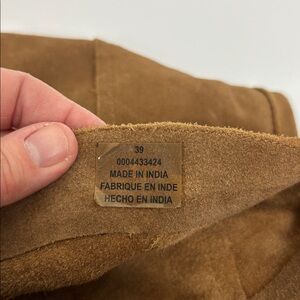 39
0004433424
MADE IN INDIA
FABRIQUE EN INDE
HECHO EN INDIA